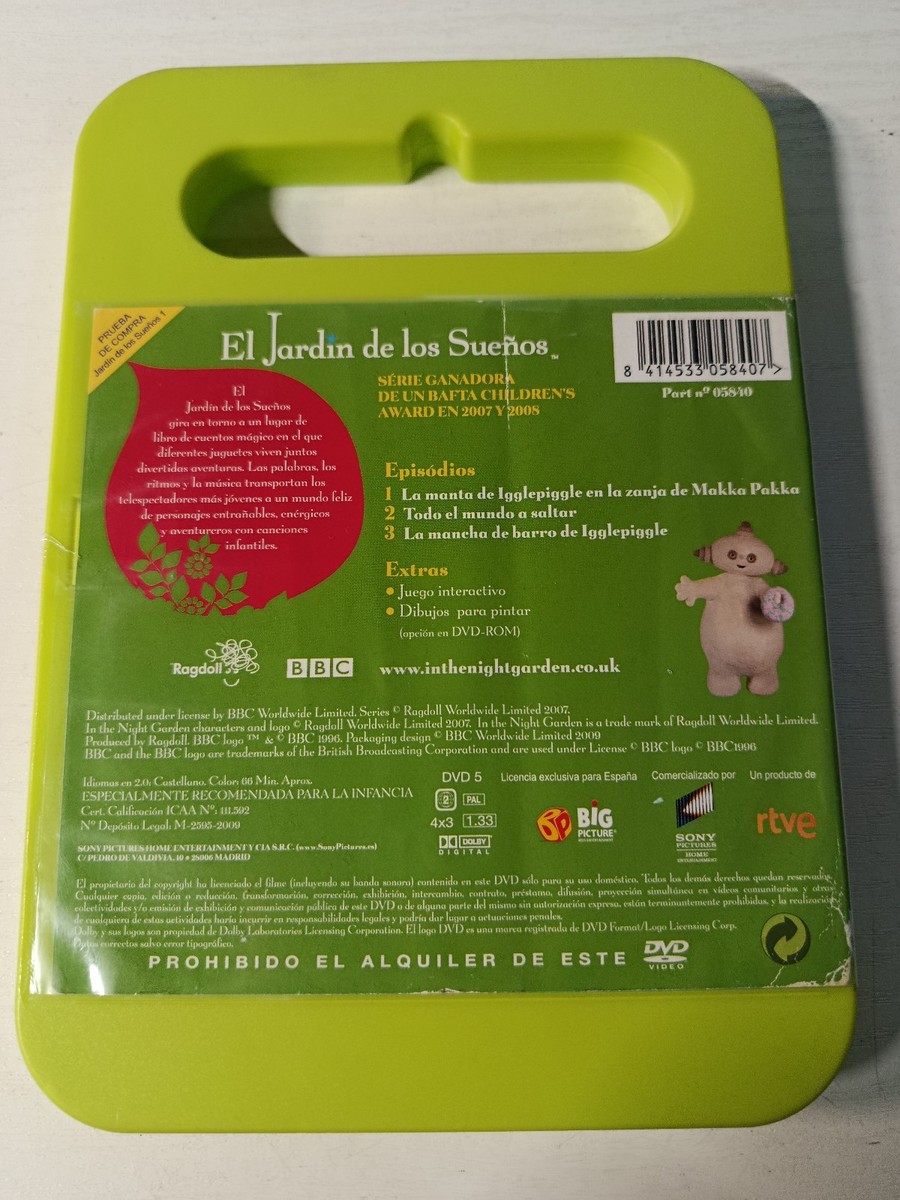 PRUEBA
DE COMPRA
Jardín de los Sueños 1
El Jardin de los Sueños™
8 414533 058407 >
Part nº 05840
El
Jardín de los Sueños
gira en torno a un lugar de
libro de cuentos mágico en el que
diferentes juguetes viven juntos
divertidas aventuras. Las palabras, los
ritmos y la música transportan los
telespectadores más jóvenes a un mundo feliz
de personajes entrañables, enérgicos
y aventureros con canciones
infantiles.
SÉRIE GANADORA
DE UN BAFTA CHILDREN'S
AWARD EN 2007 Y 2008
Episódios
1 La manta de Igglepiggle en la zanja de Makka Pakka
2 Todo el mundo a saltar
3 La mancha de barro de Igglepiggle
Extras
• Juego interactivo
• Dibujos para pintar
(opción en DVD-ROM)
Ragdoll
BBC
www.inthenightgarden.co.uk
Distributed under license by BBC Worldwide Limited. Series © Ragdoll Worldwide Limited 2007.
In the Night Garden characters and logo © Ragdoll Worldwide Limited 2007. In the Night Garden is a trade mark of Ragdoll Worldwide Limited.
Produced by Ragdoll. BBC logo ™ & © BBC 1996. Packaging design © BBC Worldwide Limited 2009
BBC and the BBC logo are trademarks of the British Broadcasting Corporation and are used under License © BBC logo © BBC1996
Idiomas en 2.0: Castellano. Color: 66 Min. Aprox.
ESPECIALMENTE RECOMENDADA PARA LA INFANCIA
Cert. Calificación ICAA Nº: 111.592
Nº Depósito Legal: M-2595-2009
SONY PICTURES HOME ENTERTAINMENT Y CIA S.R.C. (www.SonyPictures.es)
C/PEDRO DE VALDIVIA, 10 • 28006 MADRID
DVD 5
2 PAL
4x3 1.33
DOLBY
DIGITAL
Licencia exclusiva para España
BIG
PICTURE
Comercializado por
SONY
PICTURES
HOME
ENTERTAINMENT
Un producto de
rtve
El propietario del copyright ha licenciado el filme (incluyendo su banda sonora) contenido en este DVD sólo para su uso doméstico. Todos los demás derechos quedan reservados.
Cualquier copia, edición o reducción, transformación, corrección, exhibición, intercambio, contrato, préstamo, difusión, proyección simultánea en vídeos comunitarios y otras
colectividades y/o emisión de exhibición y comunicación pública de este DVD o de alguna parte del mismo sin autorización expresa, están terminantemente prohibidas, y la realización
de cualquiera de estas actividades haría incurrir en responsabilidades legales y podría dar lugar a actuaciones penales.
Dolby y sus logos son propiedad de Dolby Laboratories Licensing Corporation. El logo DVD es una marca registrada de DVD Format/Logo Licensing Corp.
Datos correctos salvo error tipográfico.
PROHIBIDO EL ALQUILER DE ESTE DVD
VIDEO